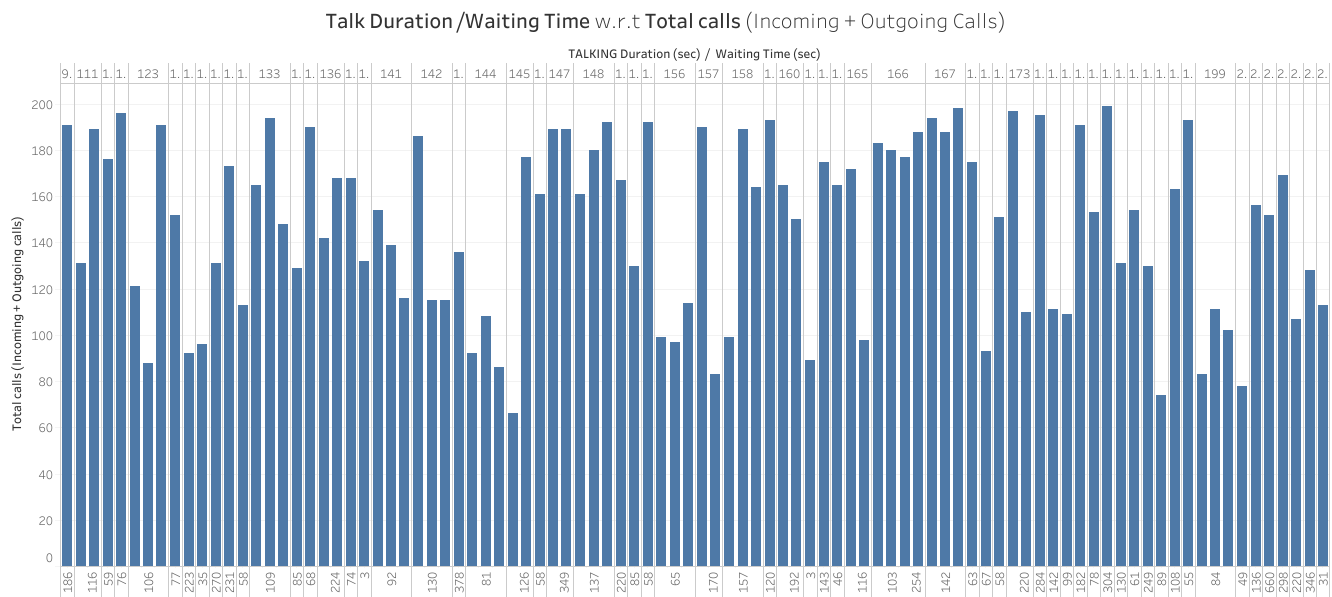 Talk Duration /Waiting Time w.r.t Total calls (Incoming + Outgoing Calls)
TALKING Duration (sec) / Waiting Time (sec)
9. 111 1. 1. 123 1. 1. 1. 1. 1. 1. 133 1. 1. 136 1. 1. 141 142 1. 144 145 1. 147 148 1. 1. 1. 156 157 158 1. 160 1. 1. 1. 165 166 167 1. 1. 1. 173 1. 1. 1. 1. 1. 1. 1. 1. 1. 1. 1. 1. 199 2. 2. 2. 2. 2. 2. 2.
Total calls (Incoming + Outgoing calls)
200
180
160
140
120
100
80
60
40
20
0
186 116 59 76 106 77 223 35 270 231 58 109 85 68 224 74 3 92 130 378 81 126 58 349 137 220 85 58 65 170 157 120 192 3 143 46 116 103 254 142 63 67 58 220 284 142 99 182 78 304 130 61 249 89 108 55 84 49 136 660 298 220 346 31